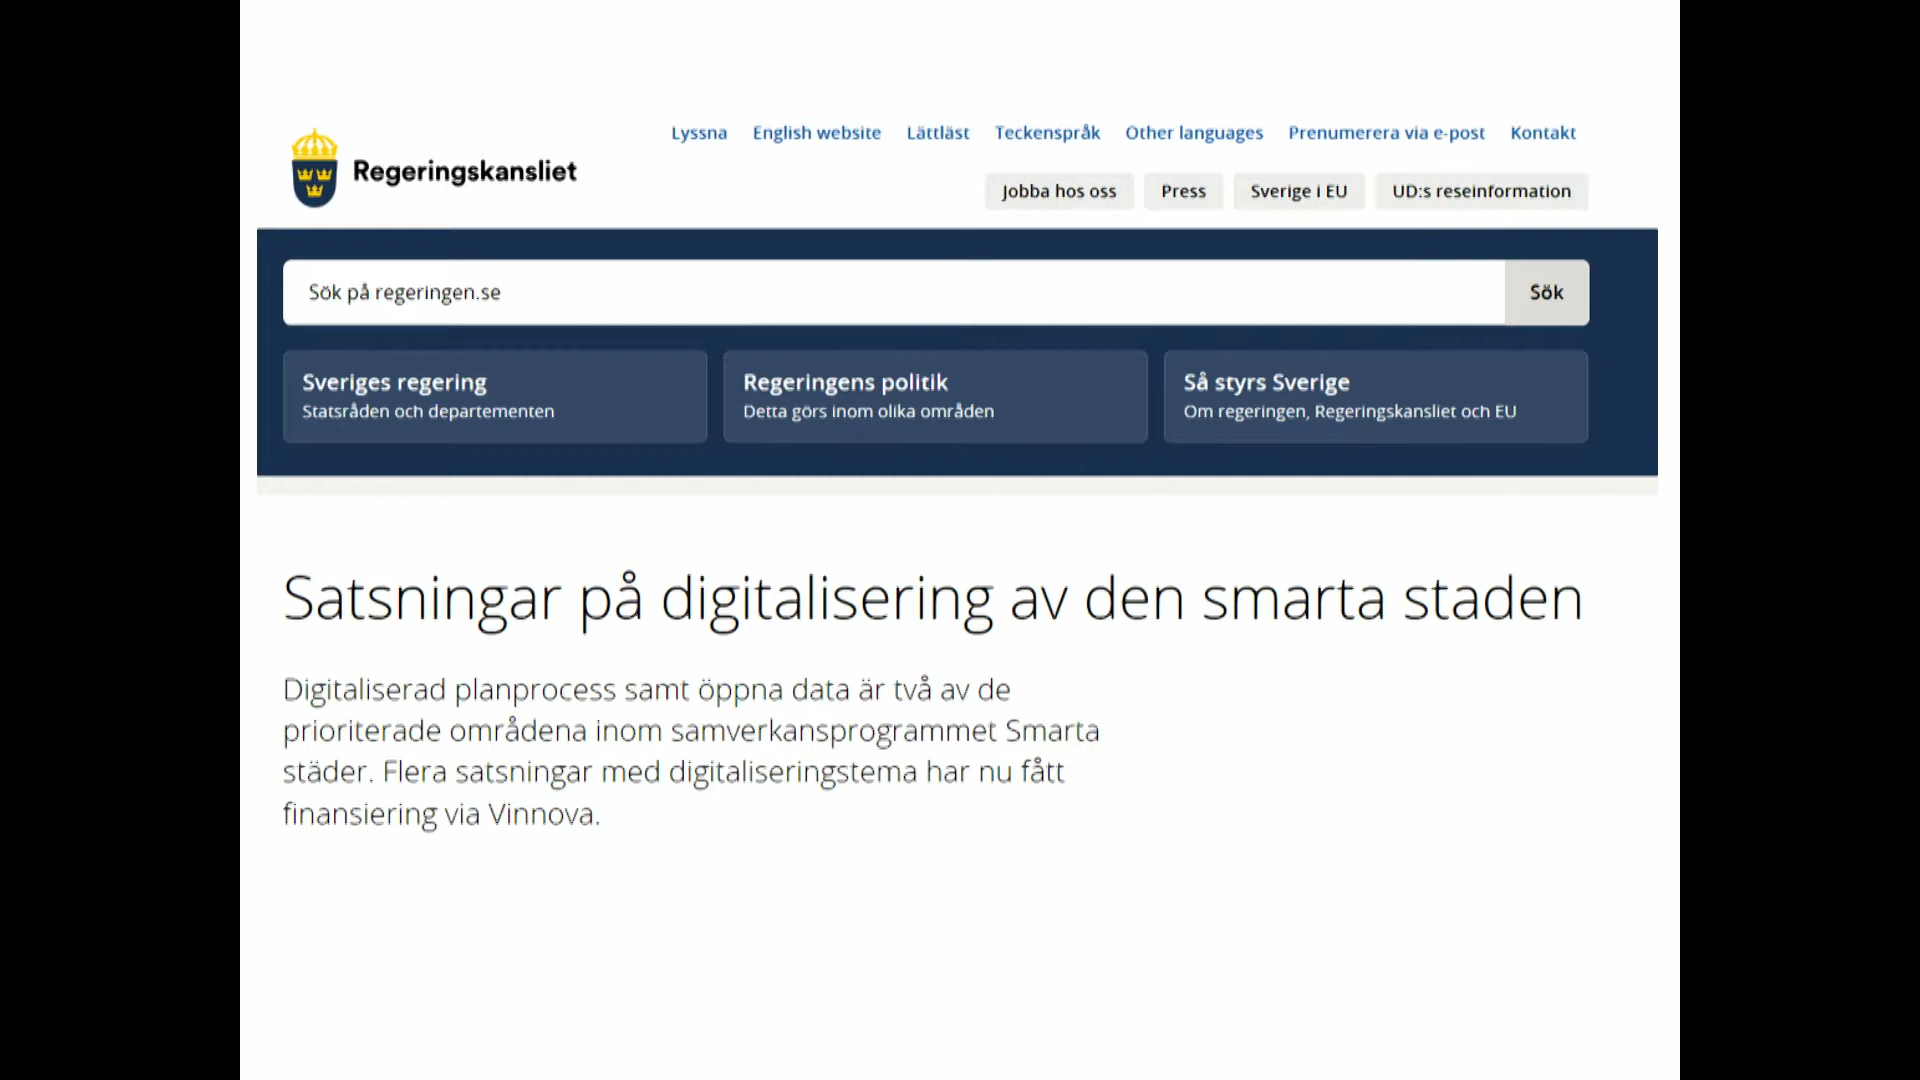 Lyssna English website Lättläst Teckenspråk Other languages Prenumerera via e-post Kontakt
Regeringskansliet
Jobba hos oss Press Sverige i EU UD:s reseinformation
Sök på regeringen.se Sök
Sveriges regering
Statsråden och departementen
Regeringens politik
Detta görs inom olika områden
Så styrs Sverige
Om regeringen, Regeringskansliet och EU
Satsningar på digitalisering av den smarta staden
Digitaliserad planprocess samt öppna data är två av de
prioriterade områdena inom samverkansprogrammet Smarta
städer. Flera satsningar med digitaliseringstema har nu fått
finansiering via Vinnova.